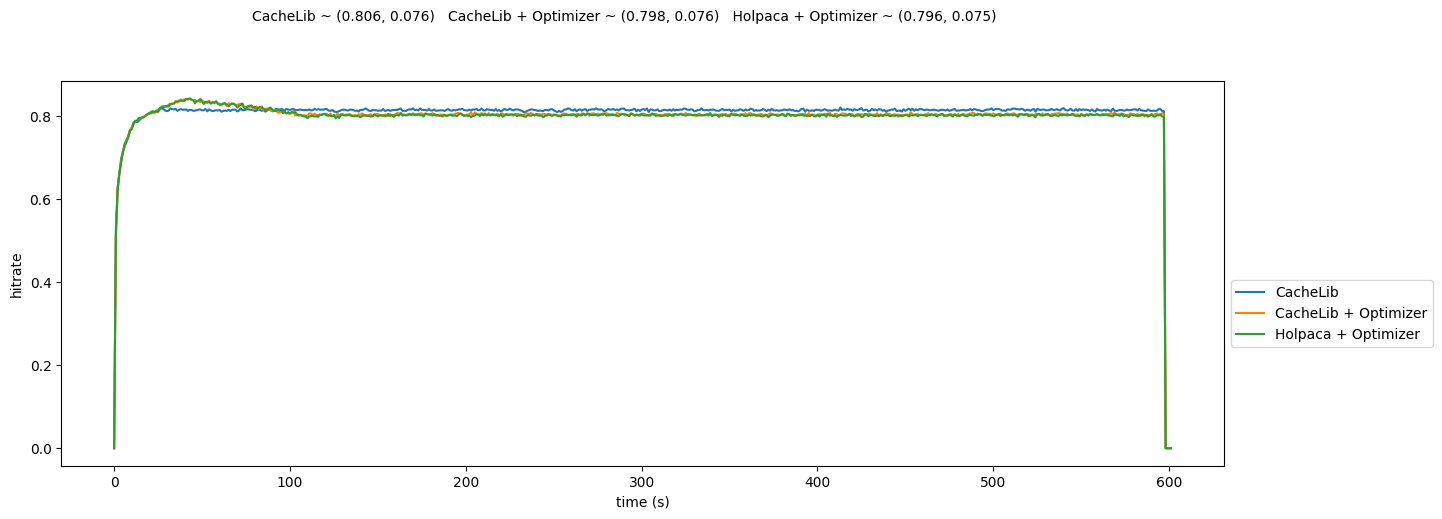 CacheLib ~ (0.806, 0.076)   CacheLib + Optimizer ~ (0.798, 0.076)   Holpaca + Optimizer ~ (0.796, 0.075)
0.8
0.6
0.4
0.2
0.0
hitrate
CacheLib
CacheLib + Optimizer
Holpaca + Optimizer
0 100 200 300 400 500 600
time (s)